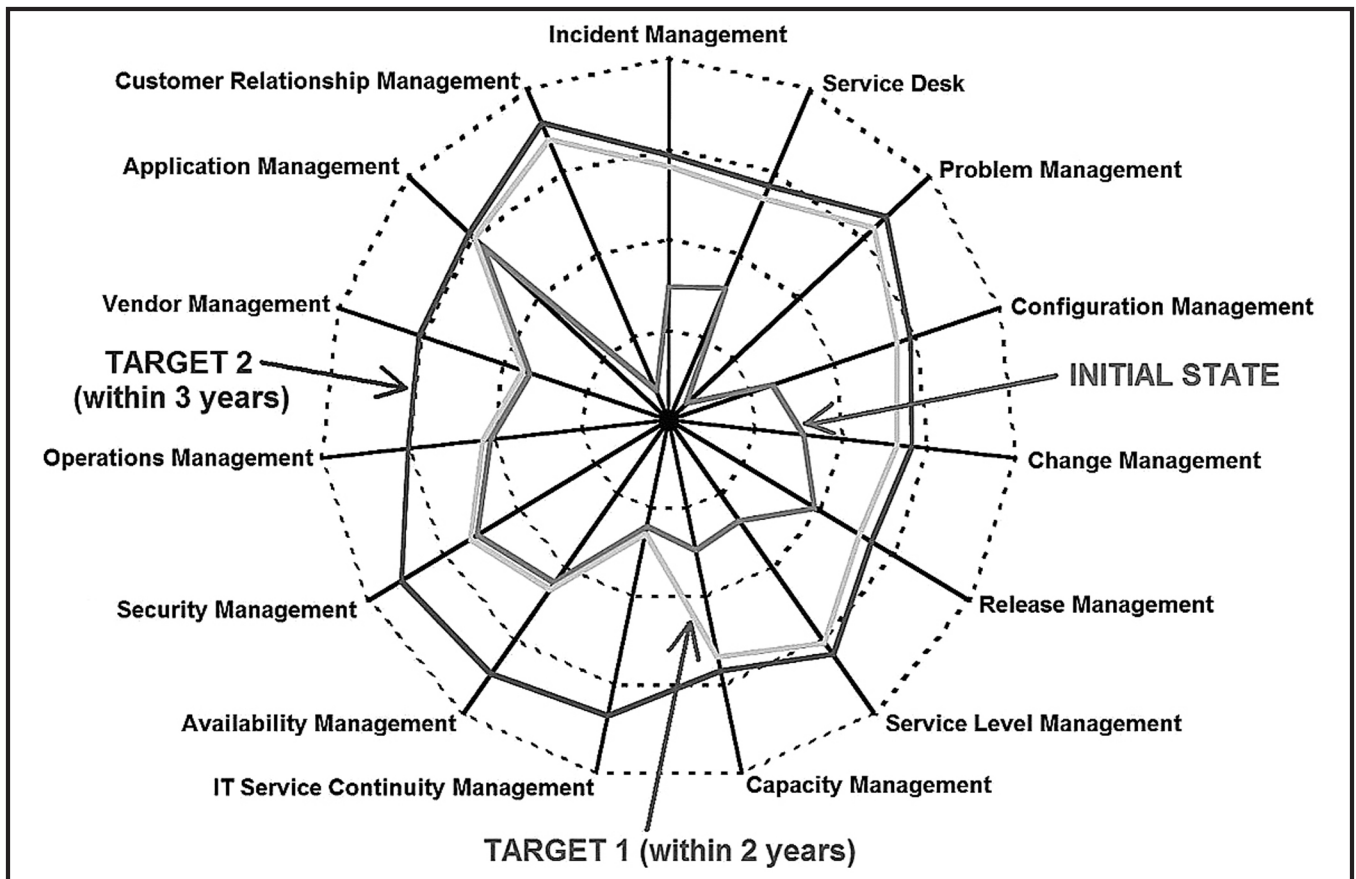 Incident Management
Customer Relationship Management
Service Desk
Application Management
Problem Management
Vendor Management
Configuration Management
TARGET 2
(within 3 years)
INITIAL STATE
Operations Management
Change Management
Security Management
Release Management
Availability Management
Service Level Management
IT Service Continuity Management
Capacity Management
TARGET 1 (within 2 years)